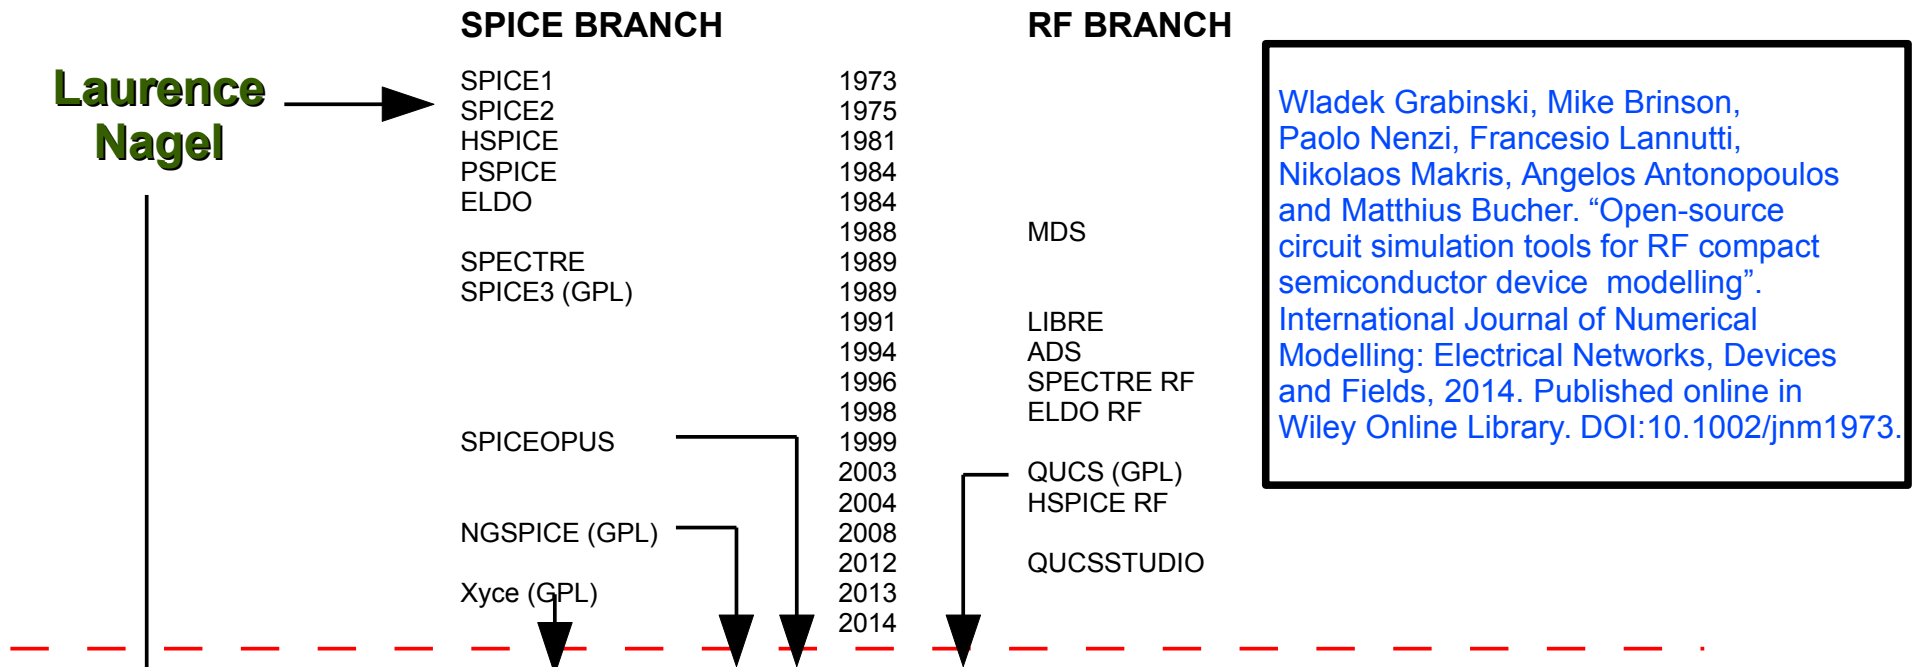 SPICE BRANCH RF BRANCH
Laurence
Nagel
SPICE1 1973
SPICE2 1975
HSPICE 1981
PSPICE 1984
ELDO 1984
1988 MDS
SPECTRE 1989
SPICE3 (GPL) 1989
1991 LIBRE
1994 ADS
1996 SPECTRE RF
1998 ELDO RF
SPICEOPUS 1999
2003 QUCS (GPL)
2004 HSPICE RF
NGSPICE (GPL) 2008
2012 QUCSSTUDIO
Xyce (GPL) 2013
2014
Wladek Grabinski, Mike Brinson,
Paolo Nenzi, Francesio Lannutti,
Nikolaos Makris, Angelos Antonopoulos
and Matthius Bucher. “Open-source
circuit simulation tools for RF compact
semiconductor device modelling”.
International Journal of Numerical
Modelling: Electrical Networks, Devices
and Fields, 2014. Published online in
Wiley Online Library. DOI:10.1002/jnm1973.